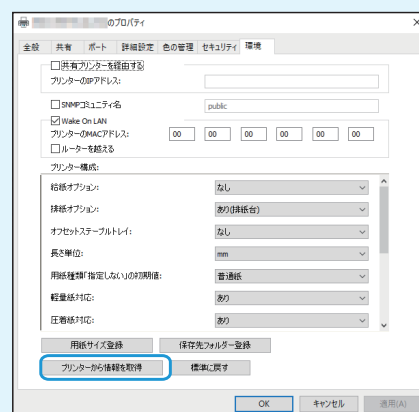 のプロパティ
全般 共有 ポート 詳細設定 色の管理 セキュリティ 環境
共有プリンターを経由する
プリンターのIPアドレス:
SNMPコミュニティ名 public
Wake On LAN
プリンターのMACアドレス: 00 00 00 00 00 00
ルーターを越える
プリンター構成:
給紙オプション: なし
排紙オプション: あり(排紙台)
オフセットステープルトレイ: なし
長さ単位: mm
用紙種類「指定しない」の初期値: 普通紙
軽量紙対応: あり
圧着紙対応: あり
用紙サイズ登録 保存先フォルダー登録
プリンターから情報を取得 標準に戻す
OK キャンセル 適用(A)